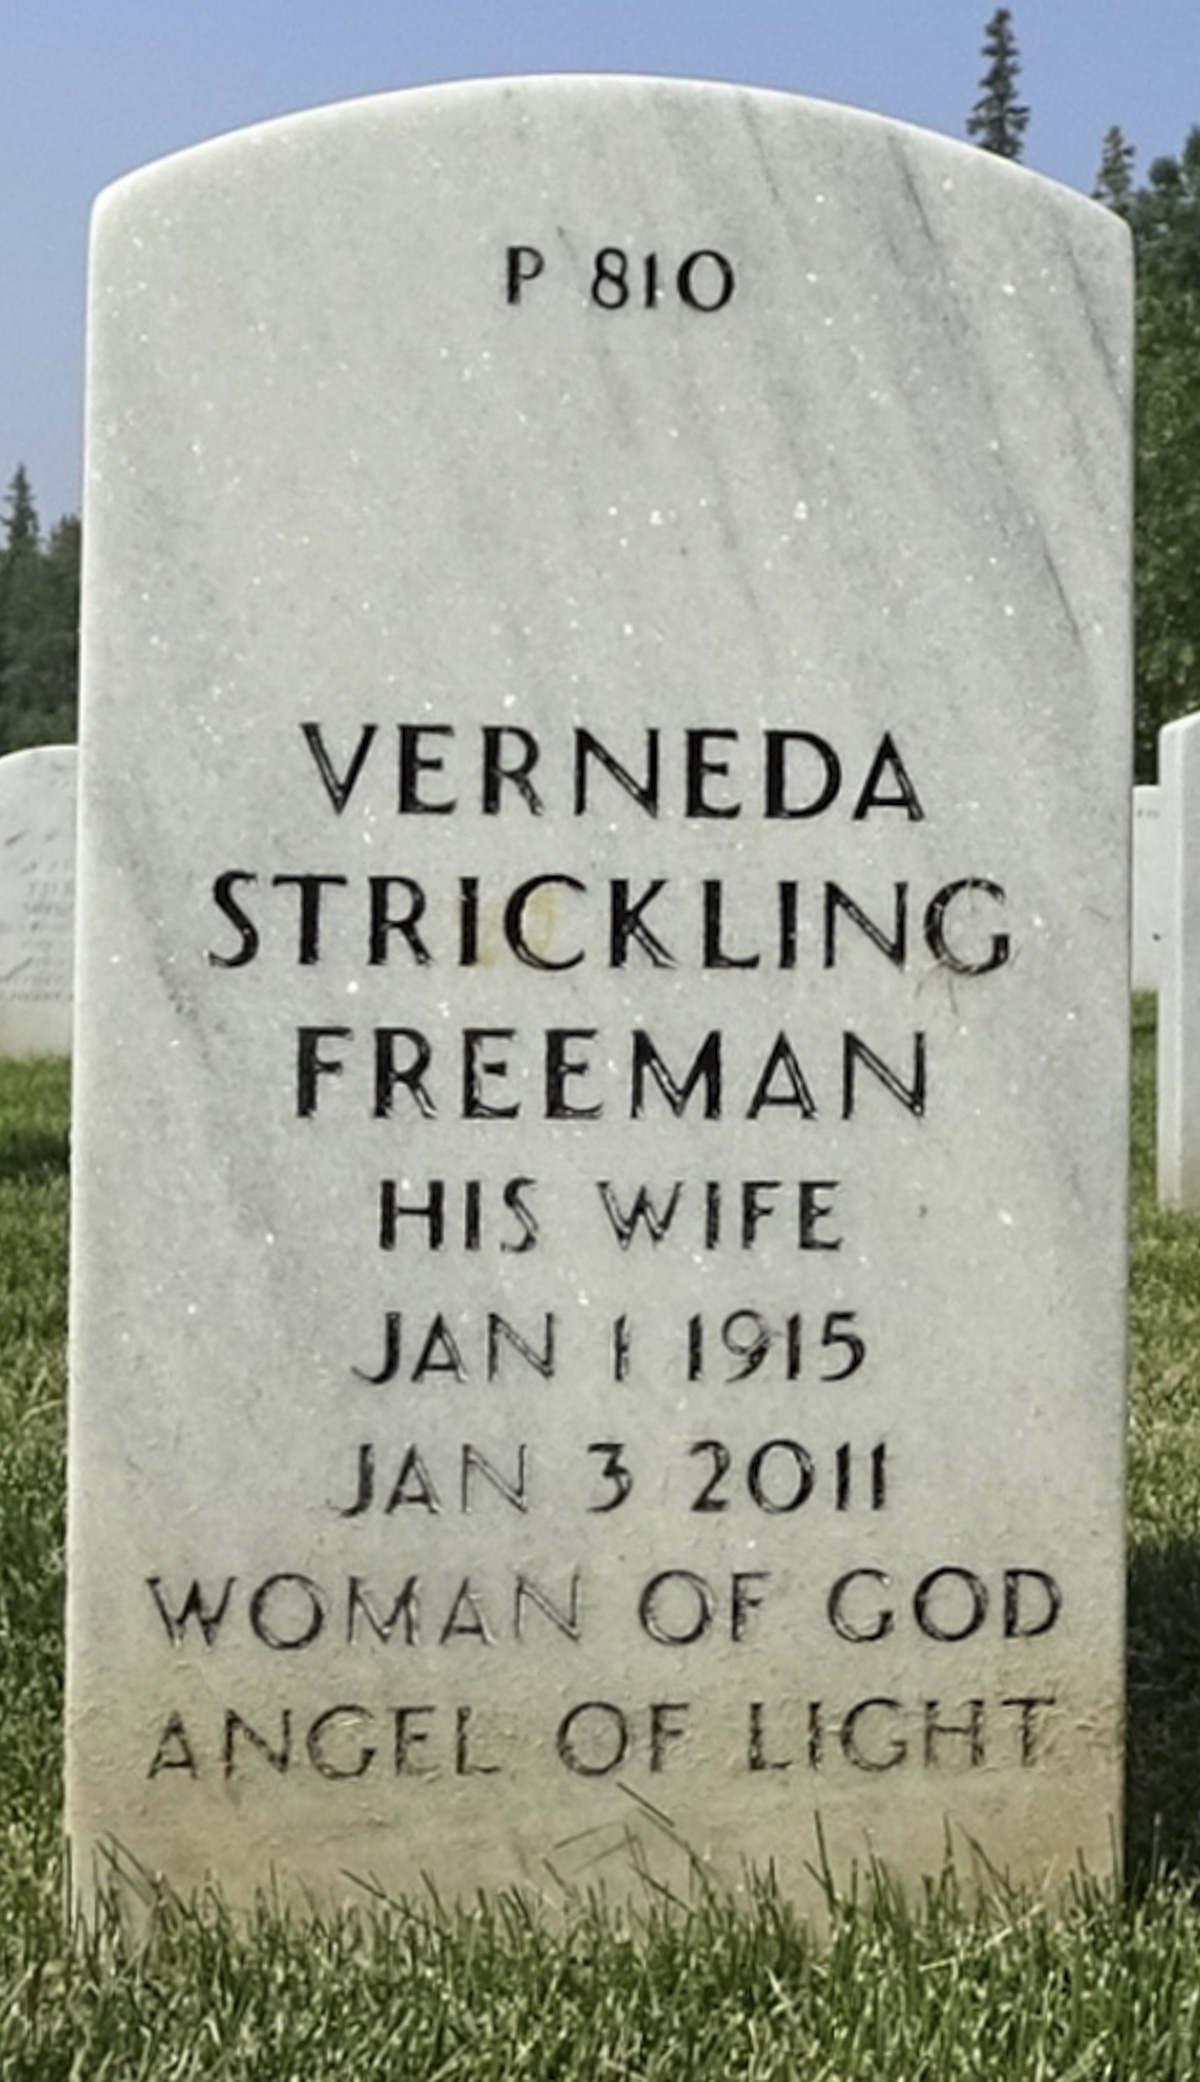 P 810
VERNEDA
STRICKLING
FREEMAN
HIS WIFE
JAN 1 1915
JAN 3 2011
WOMAN OF GOD
ANGEL OF LIGHT